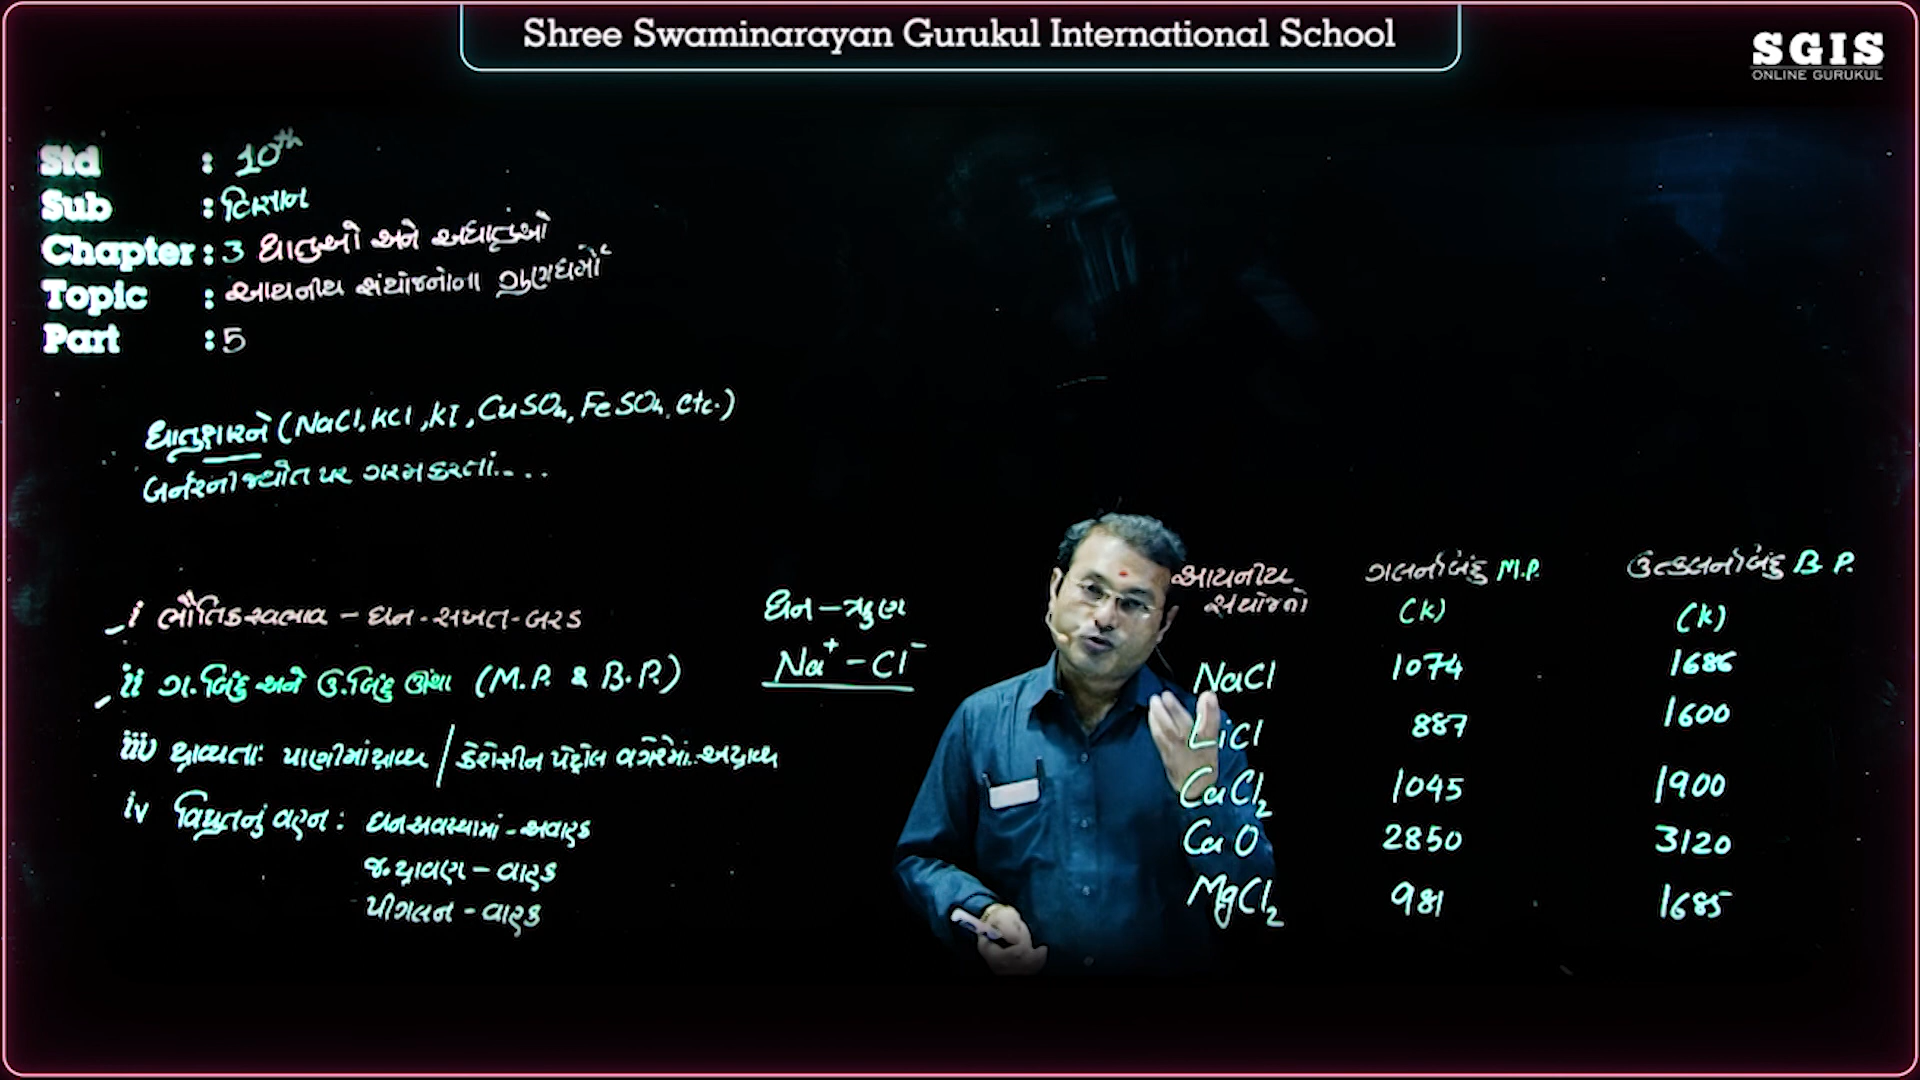 Shree Swaminarayan Gurukul International School
SGIS
ONLINE GURUKUL
Std : 10th
Sub : વિજ્ઞાન
Chapter : 3 ધાતુઓ અને અધાતુઓ
Topic : આયનીય સંયોજનોના ગુણધર્મો
Part : 5
ધાતુક્ષારને (NaCl, KCl, KI, CuSO4, FeSO4, etc.)
બર્નરની જ્યોત પર ગરમ કરતાં....
i ભૌતિક સ્વભાવ - ઘન - સખત - બરડ
ii ગ.બિંદુ અને ઉ.બિંદુ ઊંચા (M.P. & B.P.)
iii દ્રાવ્યતા: પાણીમાં દ્રાવ્ય / કેરોસીન પેટ્રોલ વગેરેમાં.. અદ્રાવ્ય
iv વિદ્યુતનું વહન : ઘન અવસ્થામાં - અવાહક
જ.દ્રાવણ - વાહક
પીગલન - વાહક
ધન - ઋણ
Na+ - Cl-
આયનીય સંયોજનો ગલનબિંદુ M.P. (K) ઉત્કલનબિંદુ B.P. (K)
NaCl 1074 1686
LiCl 887 1600
CaCl2 1045 1900
CaO 2850 3120
MgCl2 981 1685